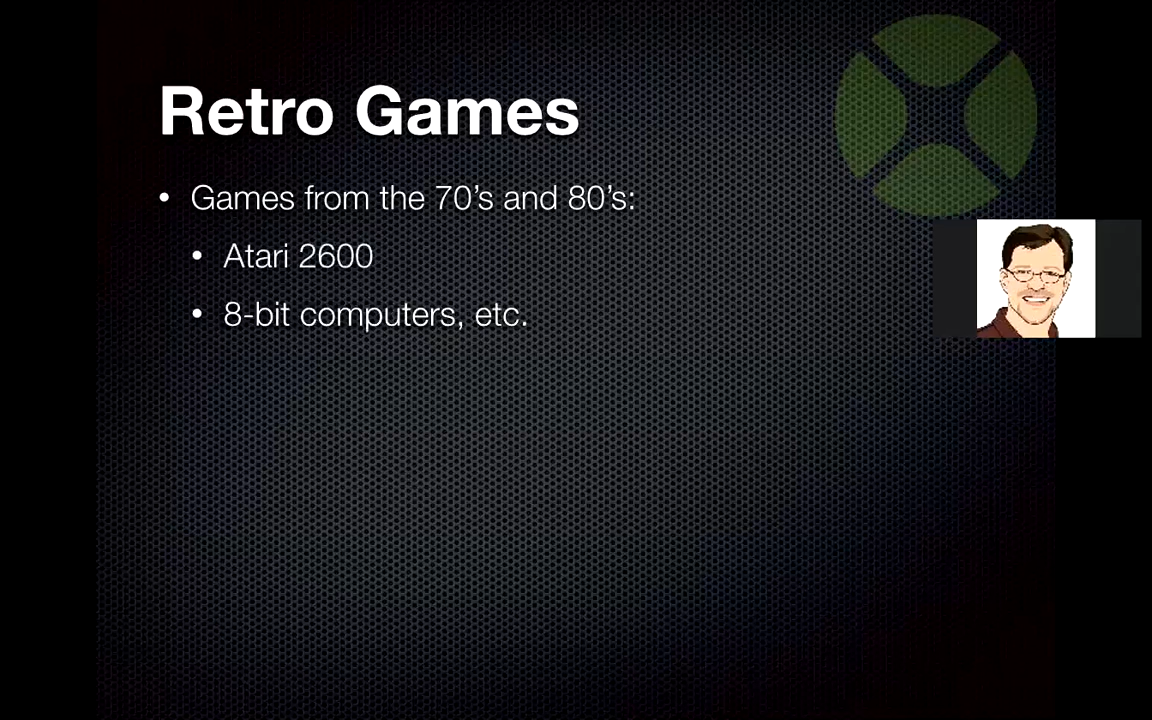 Retro Games
• Games from the 70’s and 80’s:
• Atari 2600
• 8-bit computers, etc.